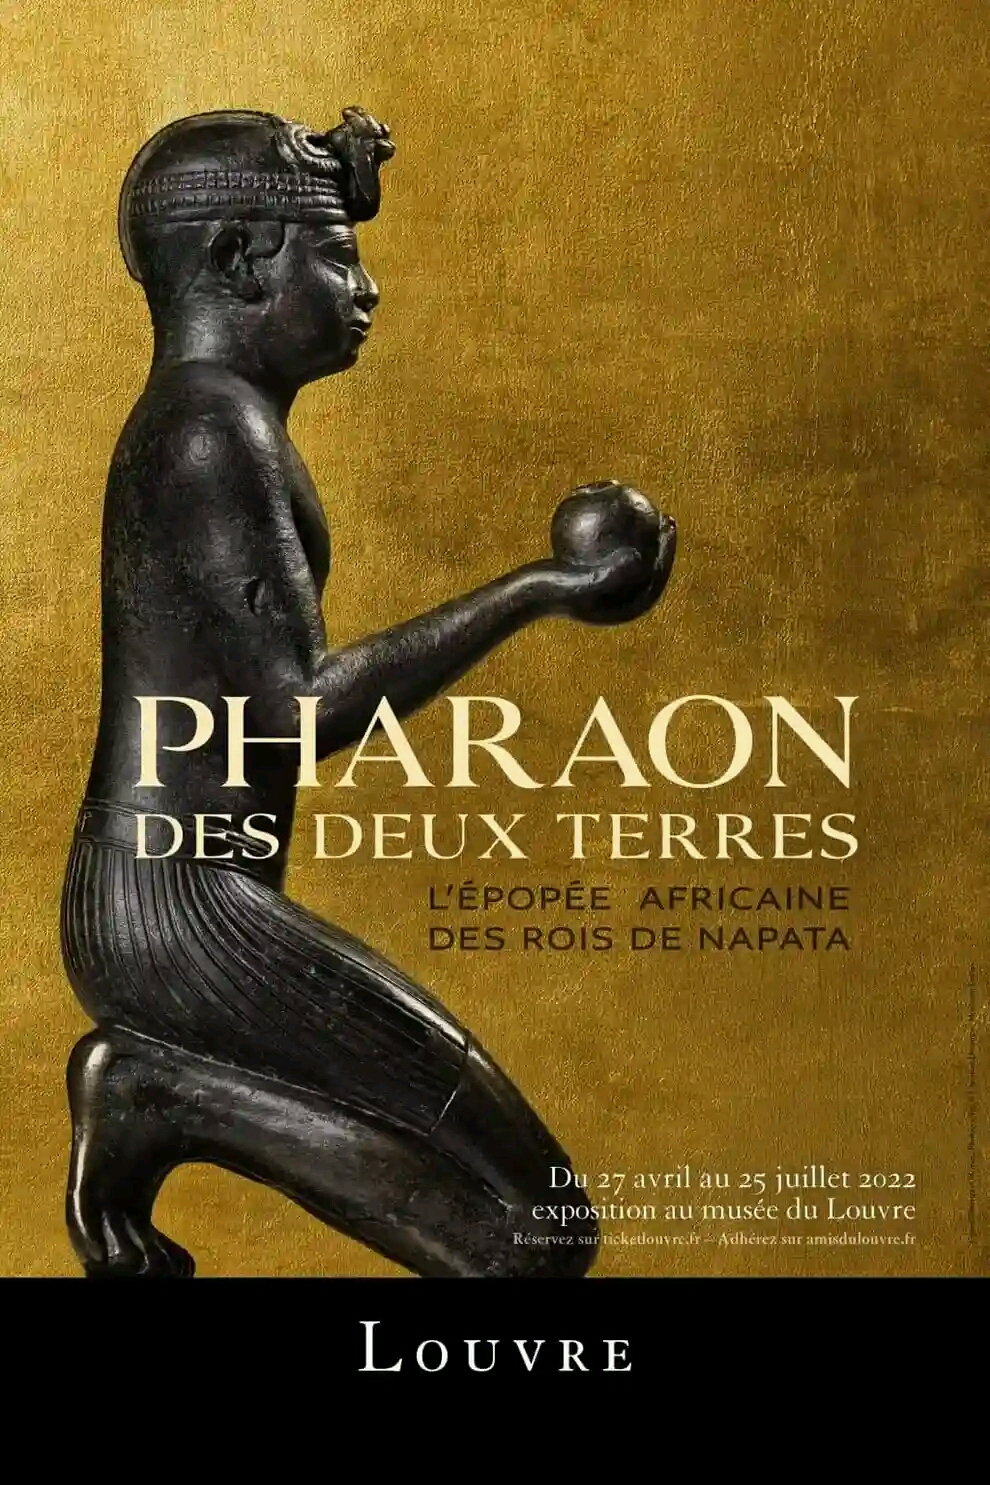 PHARAON
DES DEUX TERRES
L'ÉPOPÉE AFRICAINE
DES ROIS DE NAPATA
Du 27 avril au 25 juillet 2022
exposition au musée du Louvre
Réservez sur ticketlouvre.fr – Adhérez sur amisdulouvre.fr
LOUVRE